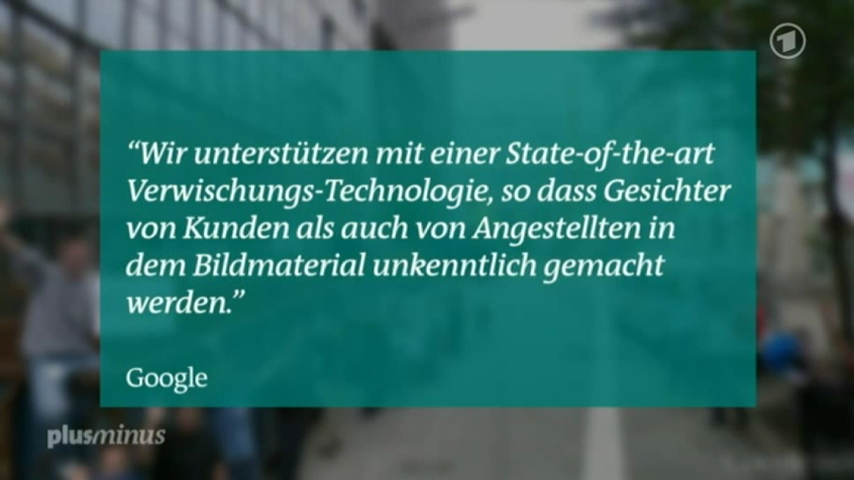 1
“Wir unterstützen mit einer State-of-the-art
Verwischungs-Technologie, so dass Gesichter
von Kunden als auch von Angestellten in
dem Bildmaterial unkenntlich gemacht
werden.”
Google
plusminus